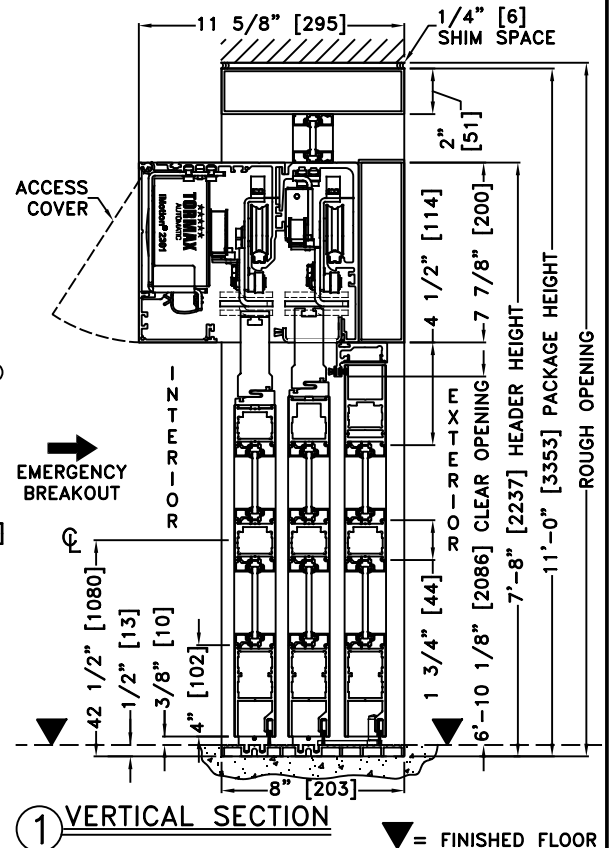 11 5/8" [295]
1/4" [6]
SHIM SPACE
2"
[51]
ACCESS
COVER
★★★★★
TORMAX
AUTOMATIC
iMotion® 2301
4 1/2" [114]
7 7/8" [200]
INTERIOR
EXTERIOR
EMERGENCY
BREAKOUT
]
℄
42 1/2" [1080]
1/2" [13]
3/8" [10]
4" [102]
1 3/4" [44]
6'-10 1/8" [2086] CLEAR OPENING
7'-8" [2237] HEADER HEIGHT
11'-0" [3353] PACKAGE HEIGHT
ROUGH OPENING
8" [203]
1 VERTICAL SECTION
▼= FINISHED FLOOR